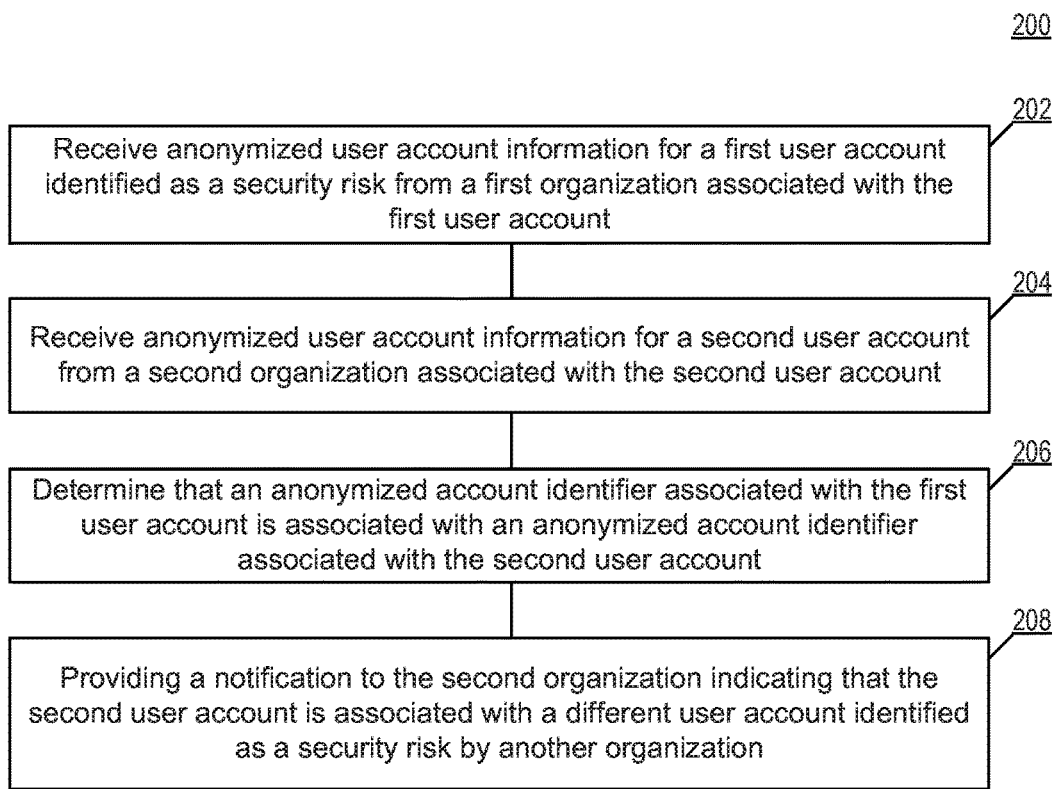 200
202
Receive anonymized user account information for a first user account
identified as a security risk from a first organization associated with the
first user account
204
Receive anonymized user account information for a second user account
from a second organization associated with the second user account
206
Determine that an anonymized account identifier associated with the first
user account is associated with an anonymized account identifier
associated with the second user account
208
Providing a notification to the second organization indicating that the
second user account is associated with a different user account identified
as a security risk by another organization